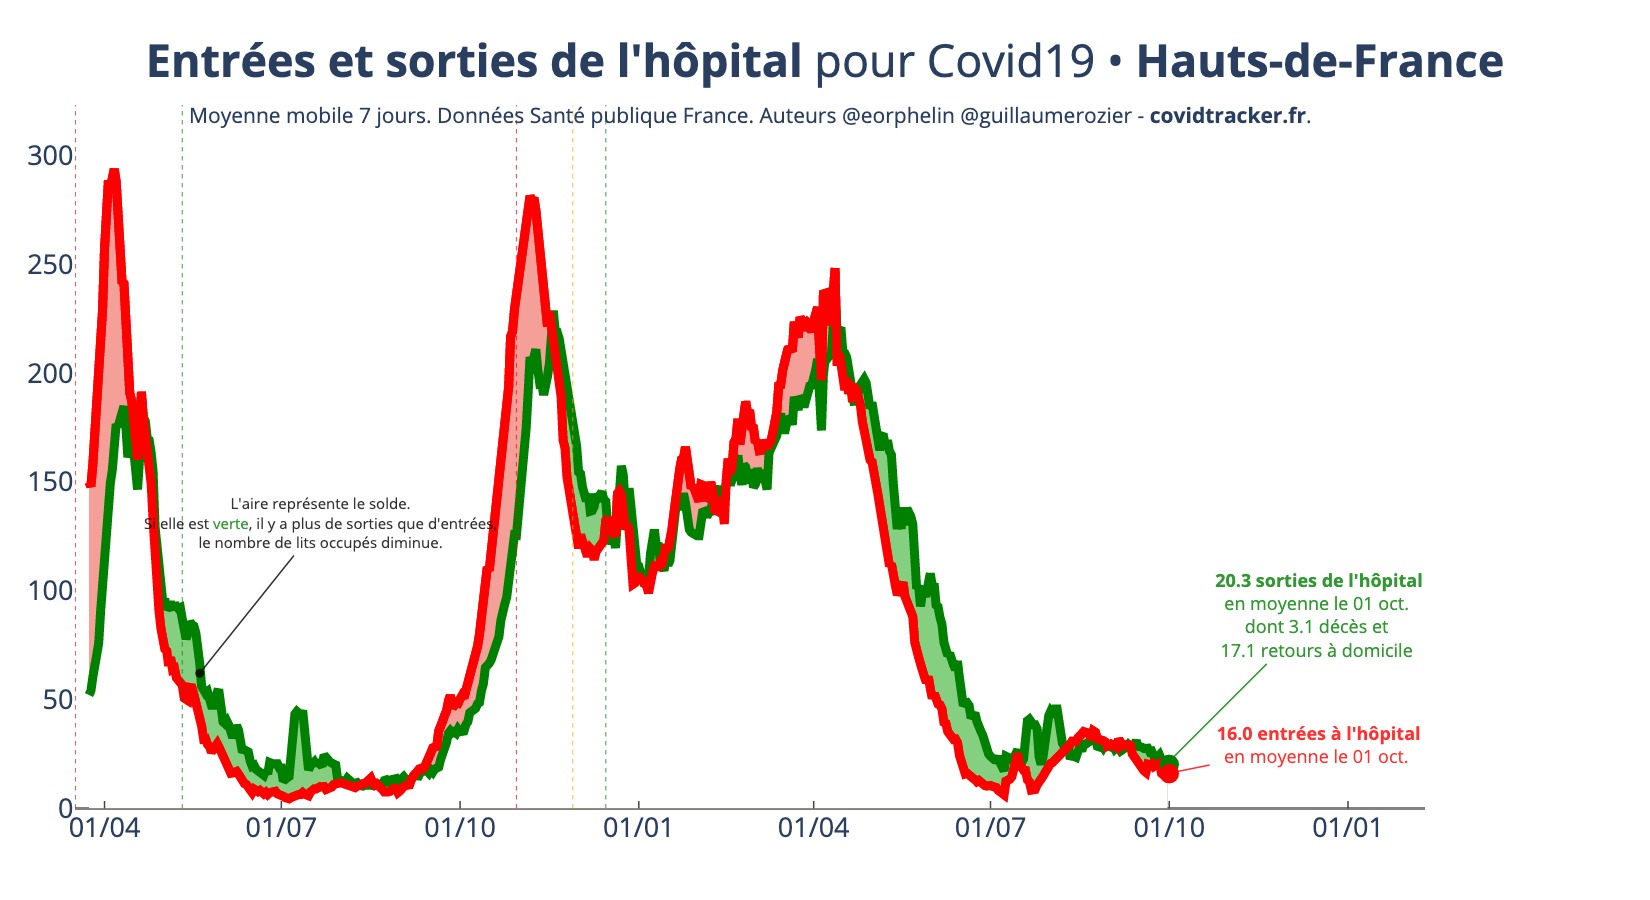 Entrées et sorties de l'hôpital pour Covid19 • Hauts-de-France
Moyenne mobile 7 jours. Données Santé publique France. Auteurs @eorphelin @guillaumerozier - covidtracker.fr.
300
250
200
150
100
50
0
L'aire représente le solde.
Si elle est verte, il y a plus de sorties que d'entrées,
le nombre de lits occupés diminue.
20.3 sorties de l'hôpital
en moyenne le 01 oct.
dont 3.1 décès et
17.1 retours à domicile
16.0 entrées à l'hôpital
en moyenne le 01 oct.
01/04 01/07 01/10 01/01 01/04 01/07 01/10 01/01